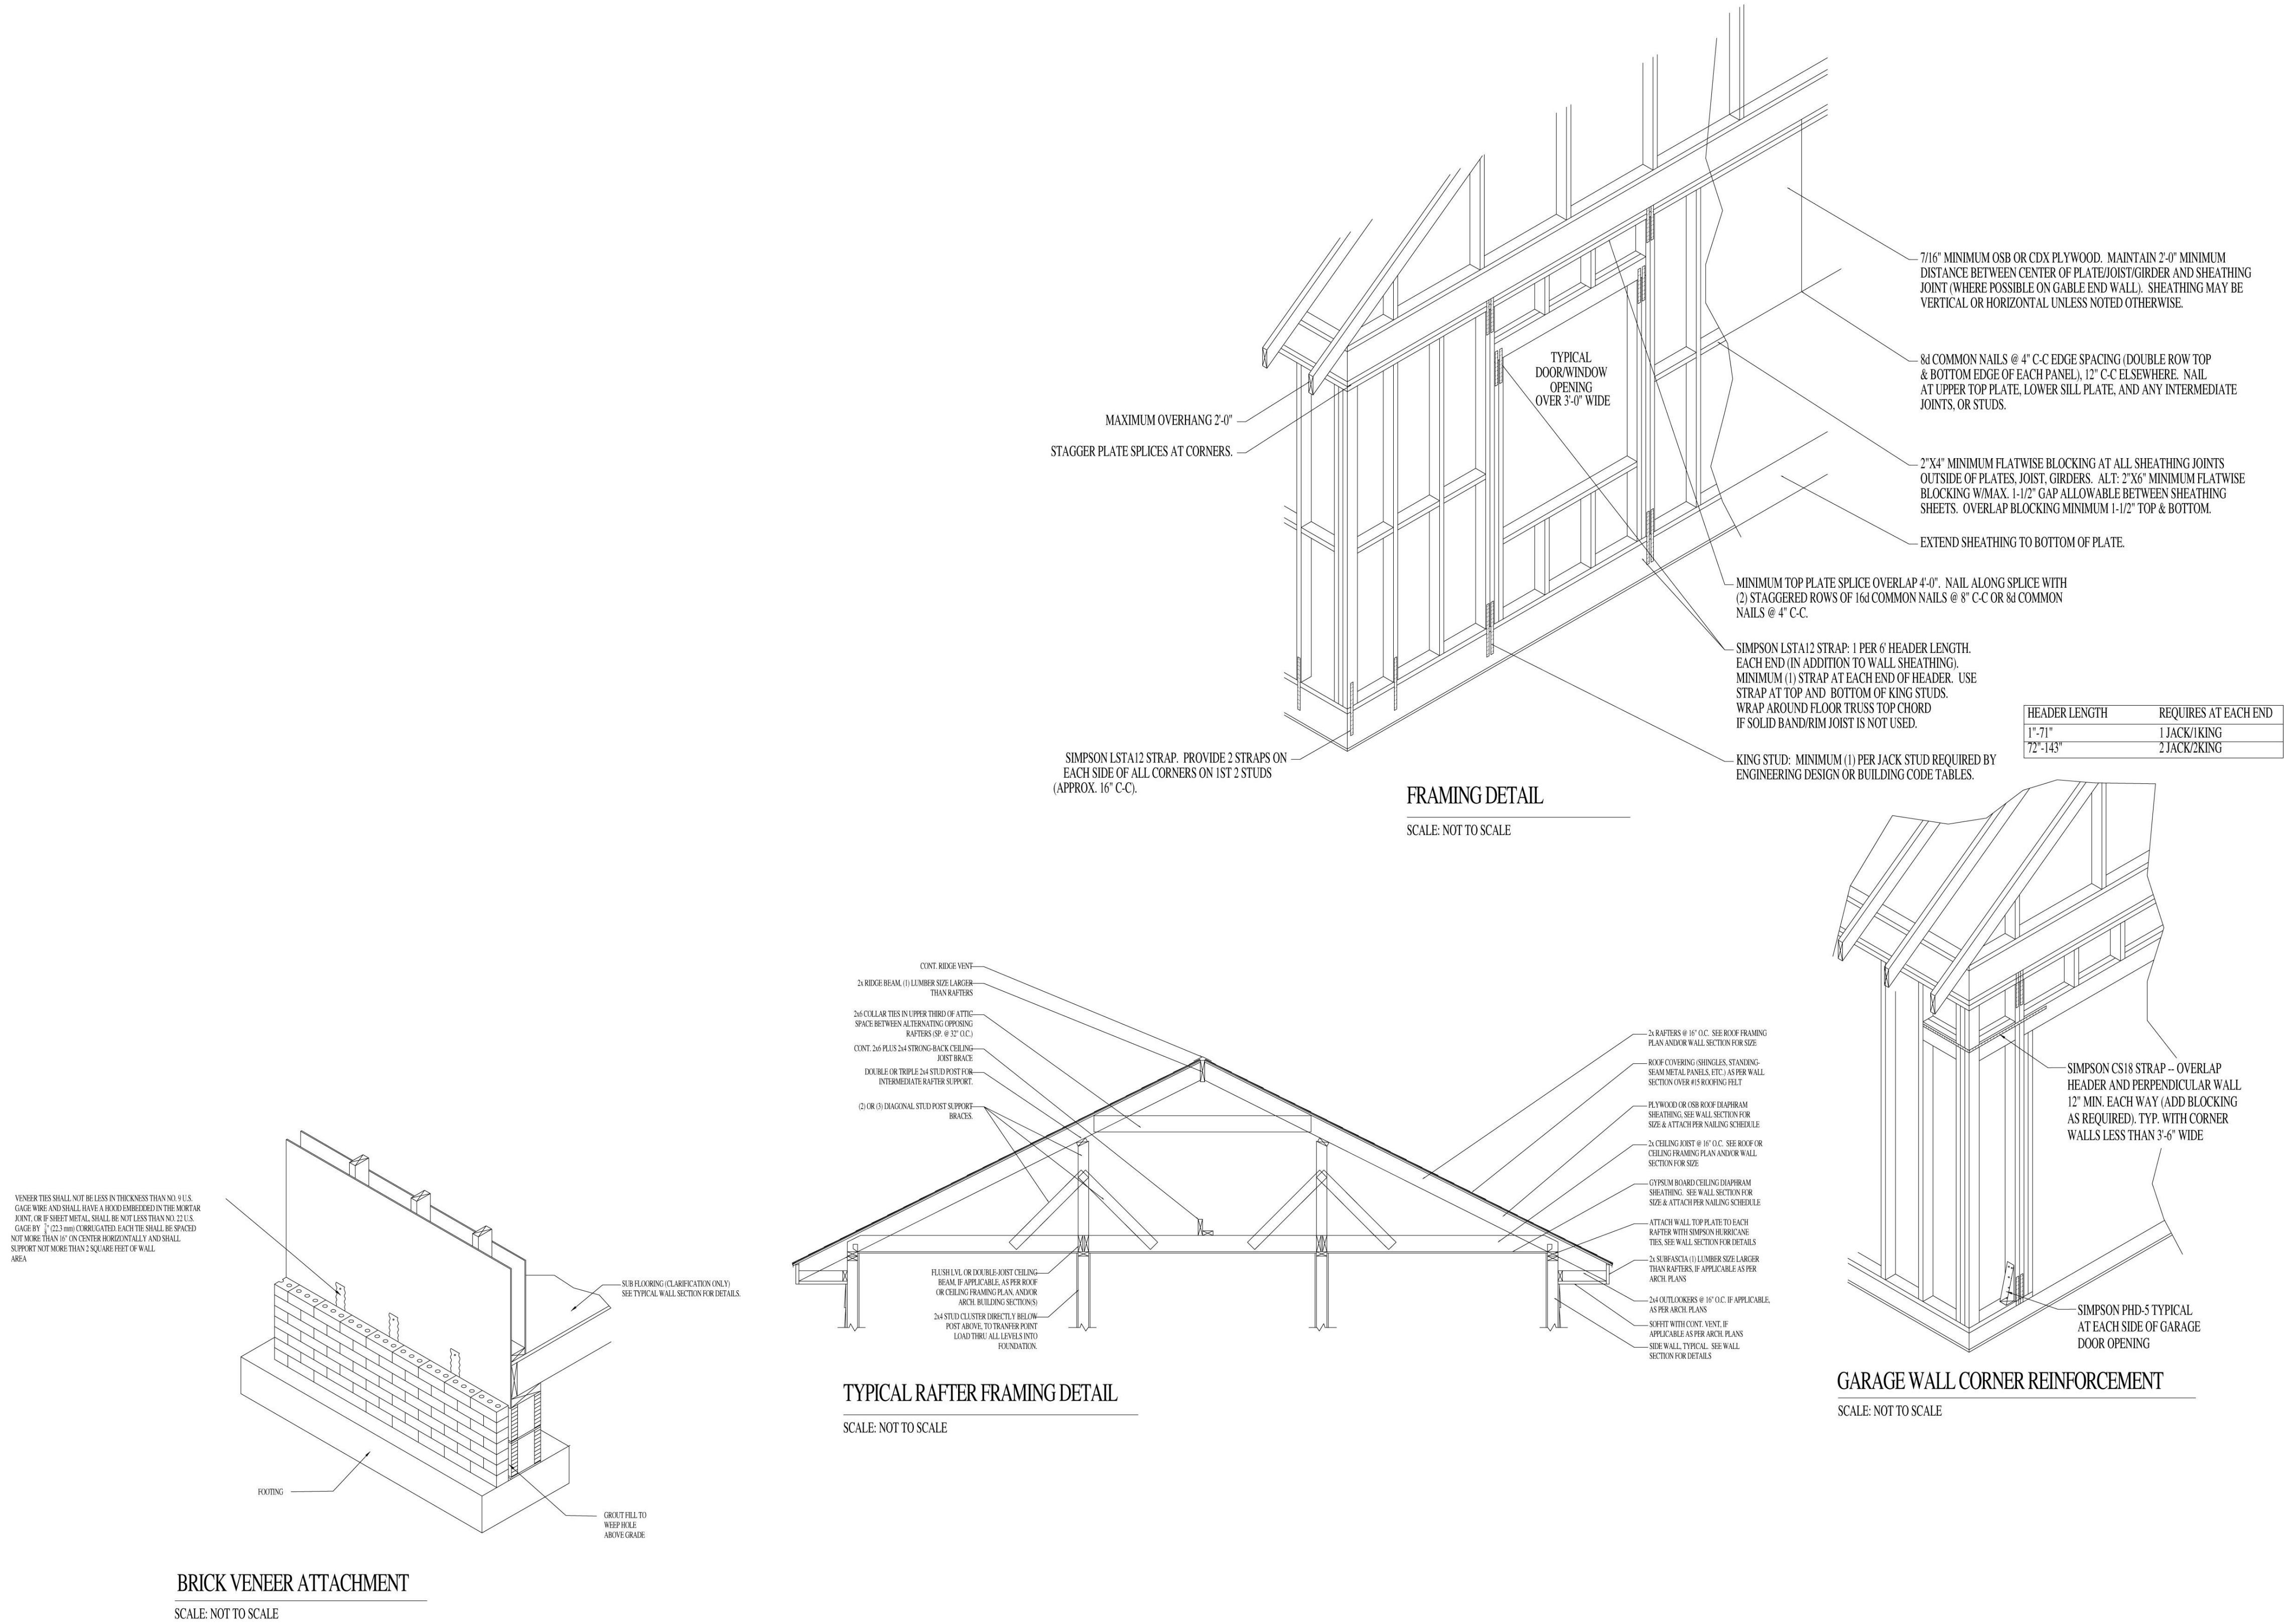 7/16" MINIMUM OSB OR CDX PLYWOOD. MAINTAIN 2'-0" MINIMUM
DISTANCE BETWEEN CENTER OF PLATE/JOIST/GIRDER AND SHEATHING
JOINT (WHERE POSSIBLE ON GABLE END WALL). SHEATHING MAY BE
VERTICAL OR HORIZONTAL UNLESS NOTED OTHERWISE.
8d COMMON NAILS @ 4" C-C EDGE SPACING (DOUBLE ROW TOP
& BOTTOM EDGE OF EACH PANEL), 12" C-C ELSEWHERE. NAIL
AT UPPER TOP PLATE, LOWER SILL PLATE, AND ANY INTERMEDIATE
JOINTS, OR STUDS.
TYPICAL
DOOR/WINDOW
OPENING
OVER 3'-0" WIDE
MAXIMUM OVERHANG 2'-0"
STAGGER PLATE SPLICES AT CORNERS.
2"X4" MINIMUM FLATWISE BLOCKING AT ALL SHEATHING JOINTS
OUTSIDE OF PLATES, JOIST, GIRDERS. ALT: 2"X6" MINIMUM FLATWISE
BLOCKING W/MAX. 1-1/2" GAP ALLOWABLE BETWEEN SHEATHING
SHEETS. OVERLAP BLOCKING MINIMUM 1-1/2" TOP & BOTTOM.
EXTEND SHEATHING TO BOTTOM OF PLATE.
MINIMUM TOP PLATE SPLICE OVERLAP 4'-0". NAIL ALONG SPLICE WITH
(2) STAGGERED ROWS OF 16d COMMON NAILS @ 8" C-C OR 8d COMMON
NAILS @ 4" C-C.
SIMPSON LSTA12 STRAP: 1 PER 6' HEADER LENGTH.
EACH END (IN ADDITION TO WALL SHEATHING).
MINIMUM (1) STRAP AT EACH END OF HEADER. USE
STRAP AT TOP AND BOTTOM OF KING STUDS.
WRAP AROUND FLOOR TRUSS TOP CHORD
IF SOLID BAND/RIM JOIST IS NOT USED.
KING STUD: MINIMUM (1) PER JACK STUD REQUIRED BY
ENGINEERING DESIGN OR BUILDING CODE TABLES.
SIMPSON LSTA12 STRAP. PROVIDE 2 STRAPS ON
EACH SIDE OF ALL CORNERS ON 1ST 2 STUDS
(APPROX. 16" C-C).
FRAMING DETAIL
SCALE: NOT TO SCALE
HEADER LENGTH REQUIRES AT EACH END
1"-71" 1 JACK/1KING
72"-143" 2 JACK/2KING
SIMPSON CS18 STRAP -- OVERLAP
HEADER AND PERPENDICULAR WALL
12" MIN. EACH WAY (ADD BLOCKING
AS REQUIRED). TYP. WITH CORNER
WALLS LESS THAN 3'-6" WIDE
SIMPSON PHD-5 TYPICAL
AT EACH SIDE OF GARAGE
DOOR OPENING
GARAGE WALL CORNER REINFORCEMENT
SCALE: NOT TO SCALE
CONT. RIDGE VENT
2x RIDGE BEAM, (1) LUMBER SIZE LARGER
THAN RAFTERS
2x6 COLLAR TIES IN UPPER THIRD OF ATTIC
SPACE BETWEEN ALTERNATING OPPOSING
RAFTERS (SP. @ 32" O.C.)
CONT. 2x6 PLUS 2x4 STRONG-BACK CEILING
JOIST BRACE
DOUBLE OR TRIPLE 2x4 STUD POST FOR
INTERMEDIATE RAFTER SUPPORT.
(2) OR (3) DIAGONAL STUD POST SUPPORT
BRACES.
FLUSH LVL OR DOUBLE-JOIST CEILING
BEAM, IF APPLICABLE, AS PER ROOF
OR CEILING FRAMING PLAN, AND/OR
ARCH. BUILDING SECTION(S)
2x4 STUD CLUSTER DIRECTLY BELOW
POST ABOVE, TO TRANFER POINT
LOAD THRU ALL LEVELS INTO
FOUNDATION.
2x RAFTERS @ 16" O.C. SEE ROOF FRAMING
PLAN AND/OR WALL SECTION FOR SIZE
ROOF COVERING (SHINGLES, STANDING-
SEAM METAL PANELS, ETC.) AS PER WALL
SECTION OVER #15 ROOFING FELT
PLYWOOD OR OSB ROOF DIAPHRAM
SHEATHING, SEE WALL SECTION FOR
SIZE & ATTACH PER NAILING SCHEDULE
2x CEILING JOIST @ 16" O.C. SEE ROOF OR
CEILING FRAMING PLAN AND/OR WALL
SECTION FOR SIZE
GYPSUM BOARD CEILING DIAPHRAM
SHEATHING. SEE WALL SECTION FOR
SIZE & ATTACH PER NAILING SCHEDULE
ATTACH WALL TOP PLATE TO EACH
RAFTER WITH SIMPSON HURRICANE
TIES, SEE WALL SECTION FOR DETAILS
2x SUBFASCIA (1) LUMBER SIZE LARGER
THAN RAFTERS, IF APPLICABLE AS PER
ARCH. PLANS
2x4 OUTLOOKERS @ 16" O.C. IF APPLICABLE,
AS PER ARCH. PLANS
SOFFIT WITH CONT. VENT, IF
APPLICABLE AS PER ARCH. PLANS
SIDE WALL, TYPICAL. SEE WALL
SECTION FOR DETAILS
TYPICAL RAFTER FRAMING DETAIL
SCALE: NOT TO SCALE
VENEER TIES SHALL NOT BE LESS IN THICKNESS THAN NO. 9 U.S.
GAGE WIRE AND SHALL HAVE A HOOD EMBEDDED IN THE MORTAR
JOINT, OR IF SHEET METAL, SHALL BE NOT LESS THAN NO. 22 U.S.
GAGE BY 7/8" (22.3 mm) CORRUGATED. EACH TIE SHALL BE SPACED
NOT MORE THAN 16" ON CENTER HORIZONTALLY AND SHALL
SUPPORT NOT MORE THAN 2 SQUARE FEET OF WALL
AREA
SUB FLOORING (CLARIFICATION ONLY)
SEE TYPICAL WALL SECTION FOR DETAILS.
FOOTING
GROUT FILL TO
WEEP HOLE
ABOVE GRADE
BRICK VENEER ATTACHMENT
SCALE: NOT TO SCALE